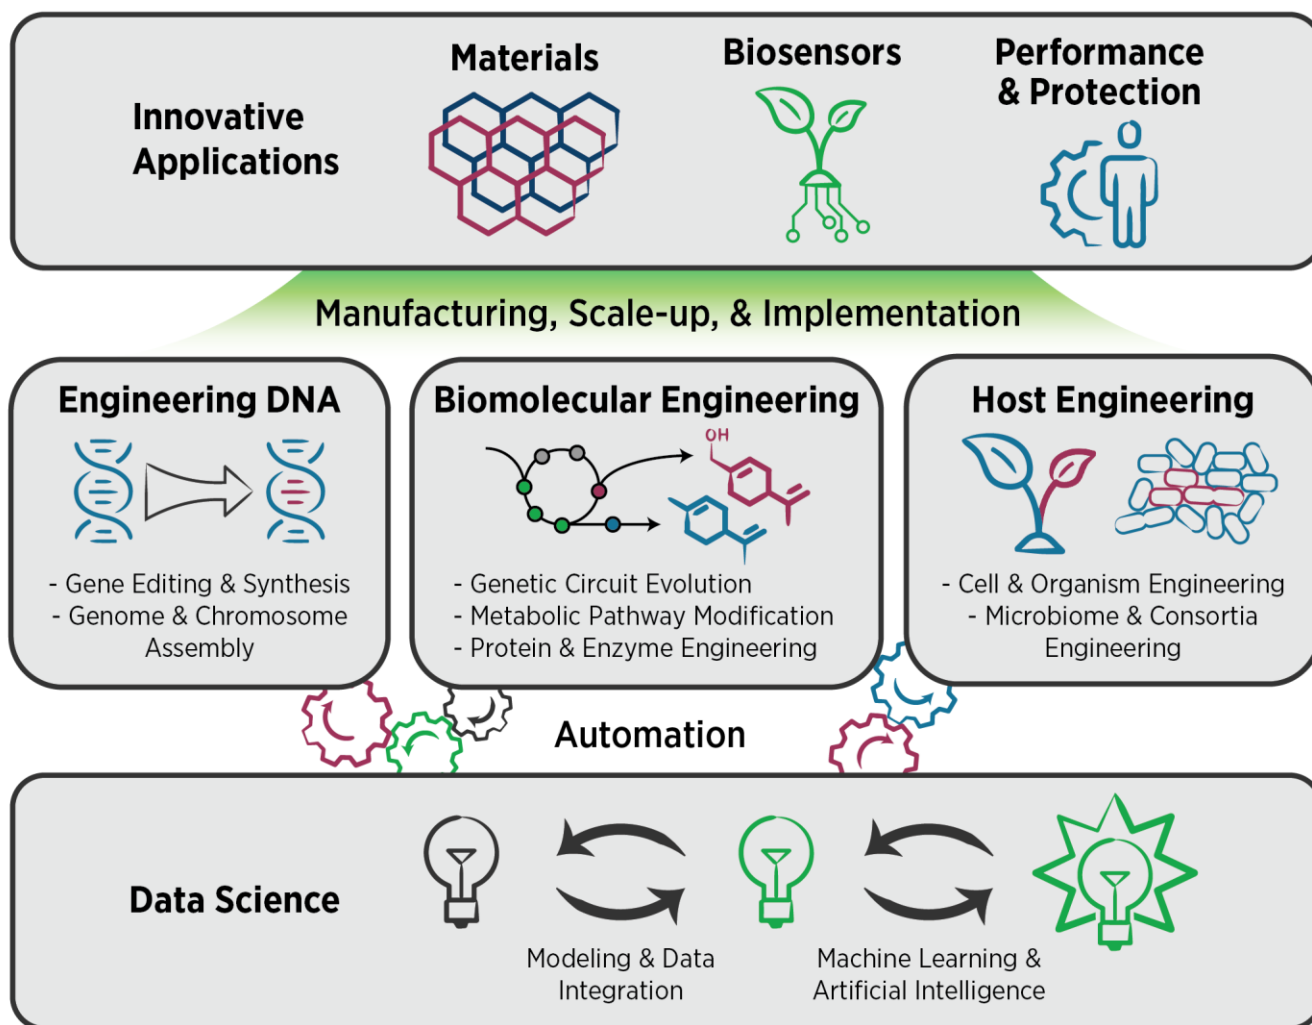 Innovative
Applications
Materials
Biosensors
Performance
& Protection
Manufacturing, Scale-up, & Implementation
Engineering DNA
- Gene Editing & Synthesis
- Genome & Chromosome
Assembly
Biomolecular Engineering
OH
- Genetic Circuit Evolution
- Metabolic Pathway Modification
- Protein & Enzyme Engineering
Host Engineering
- Cell & Organism Engineering
- Microbiome & Consortia
Engineering
Automation
Data Science
Modeling & Data
Integration
Machine Learning &
Artificial Intelligence